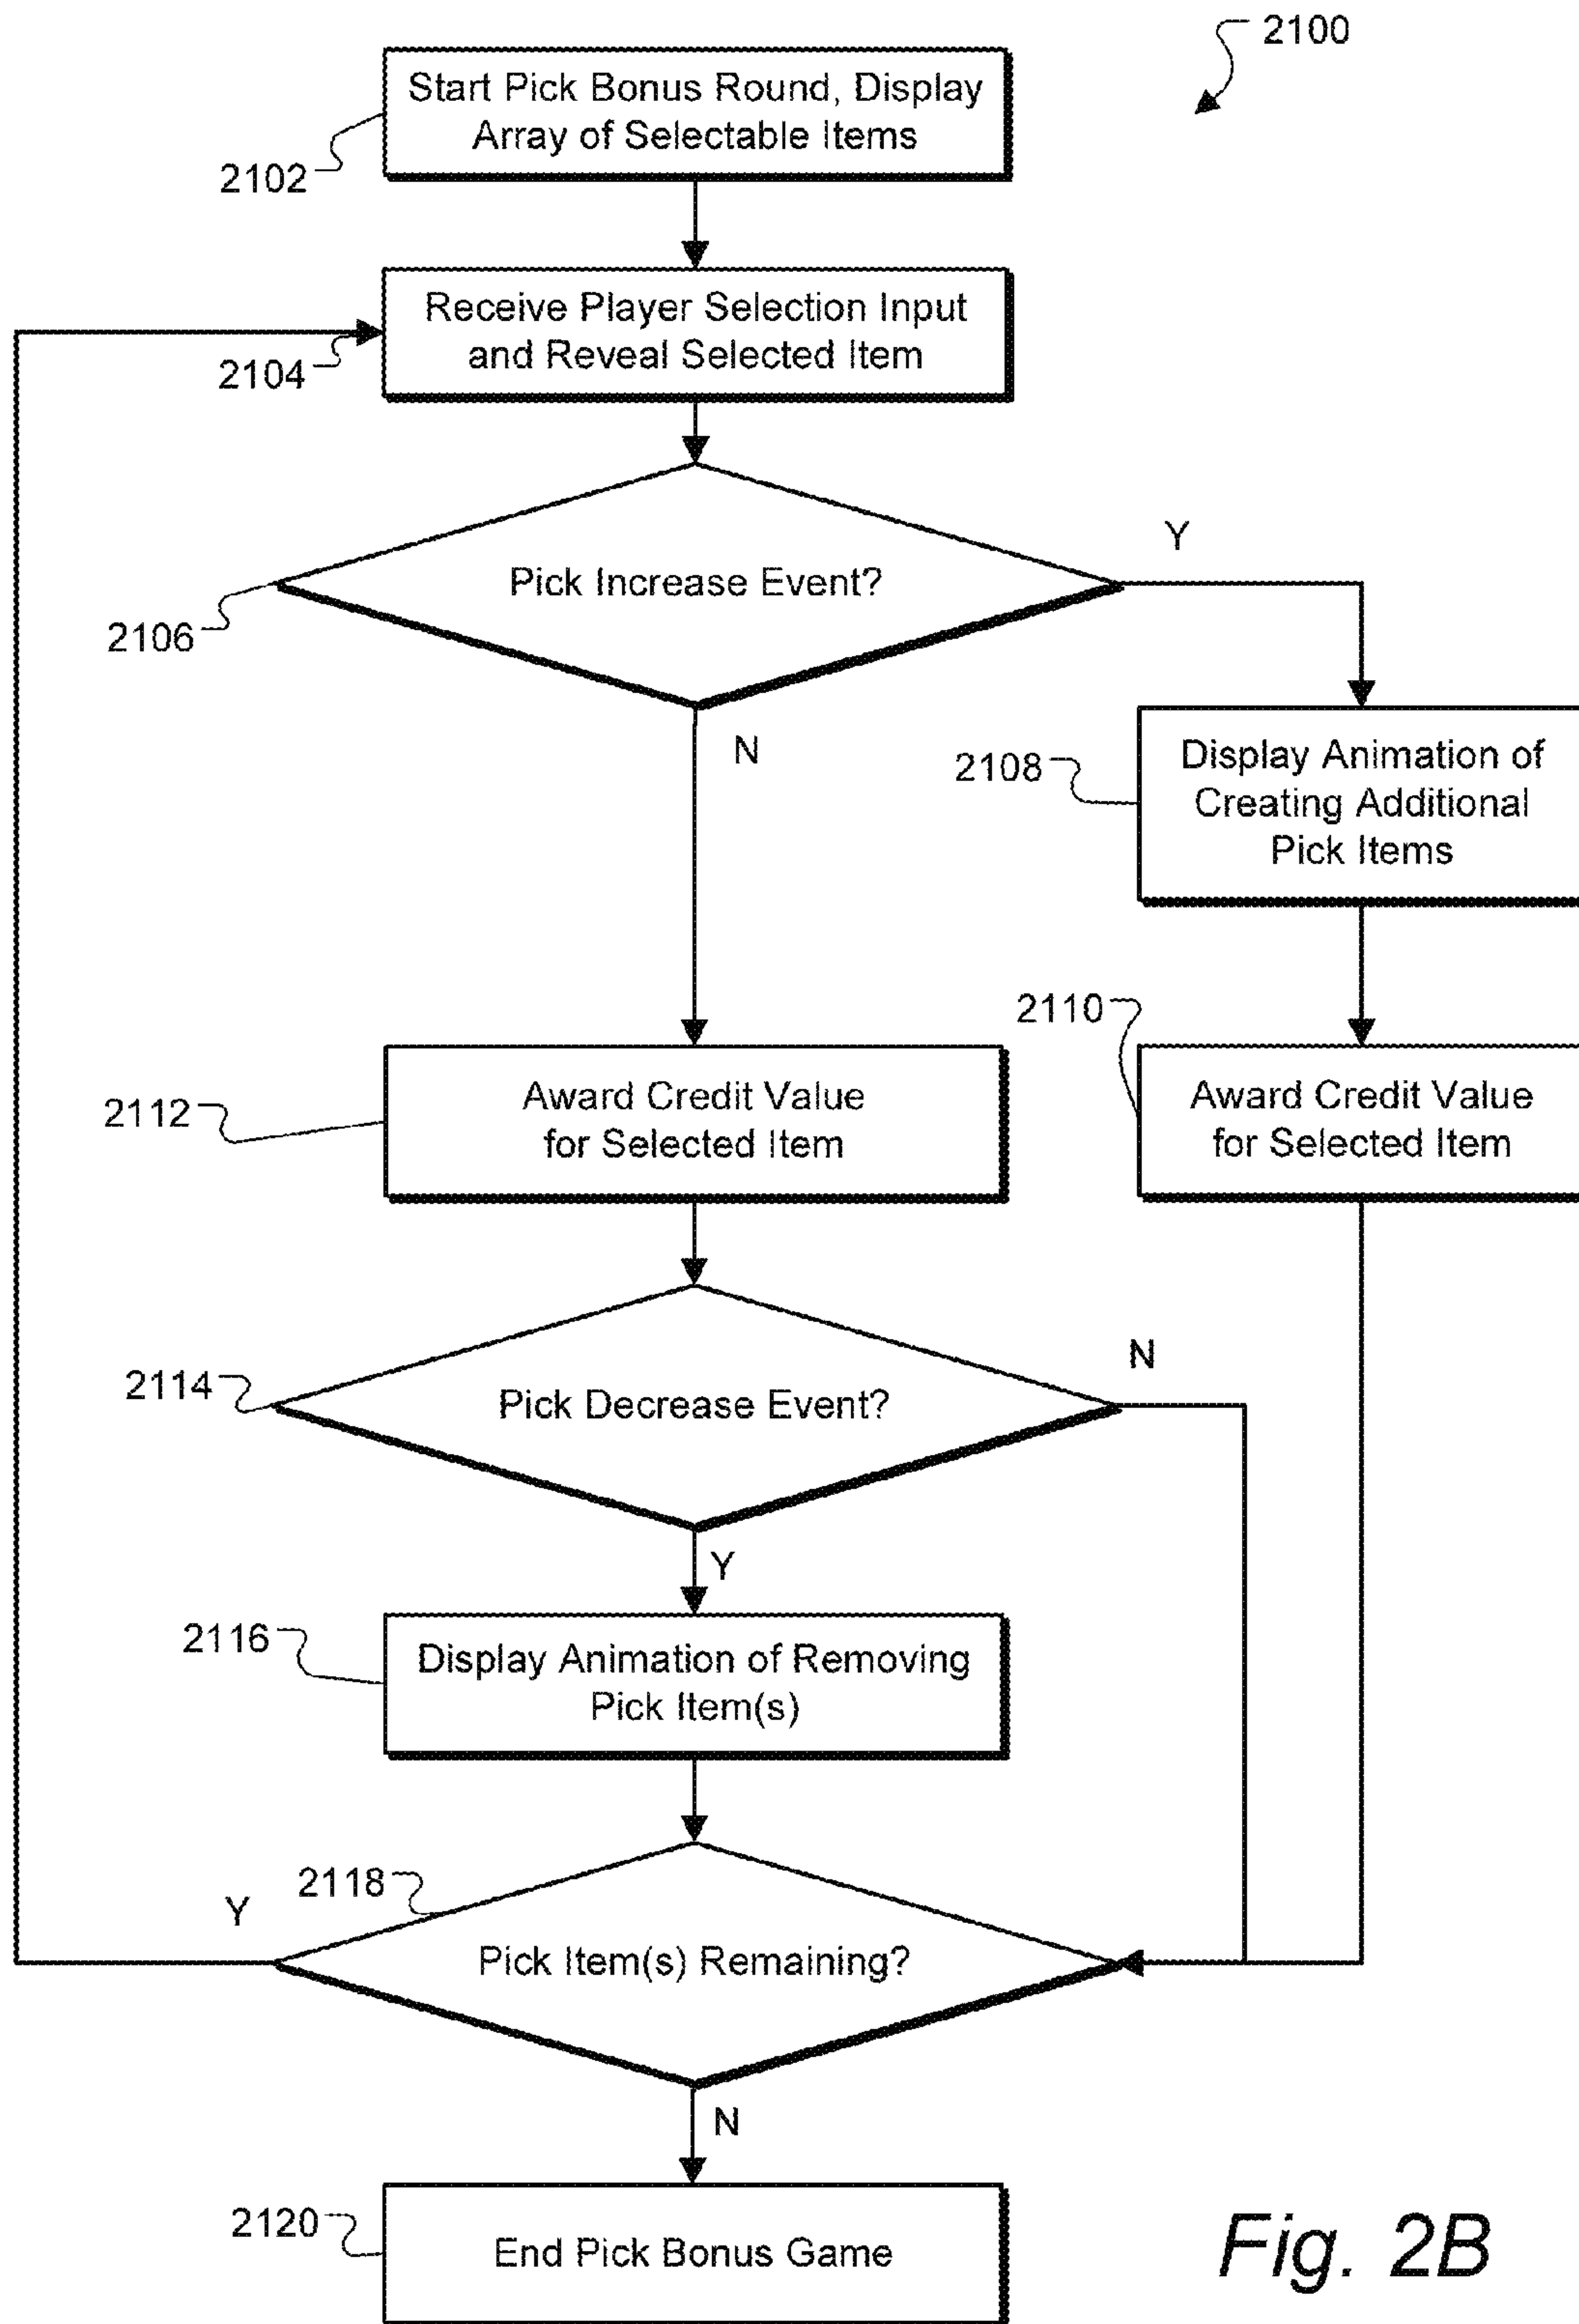 2100
Start Pick Bonus Round, Display
Array of Selectable Items
2102
Receive Player Selection Input
and Reveal Selected Item
2104
Pick Increase Event?
Y
2106
N
2108
Display Animation of
Creating Additional
Pick Items
2110
Award Credit Value
for Selected Item
2112
Award Credit Value
for Selected Item
Pick Decrease Event?
N
2114
Y
2116
Display Animation of Removing
Pick Item(s)
2118
Y
Pick Item(s) Remaining?
N
2120
End Pick Bonus Game
Fig. 2B